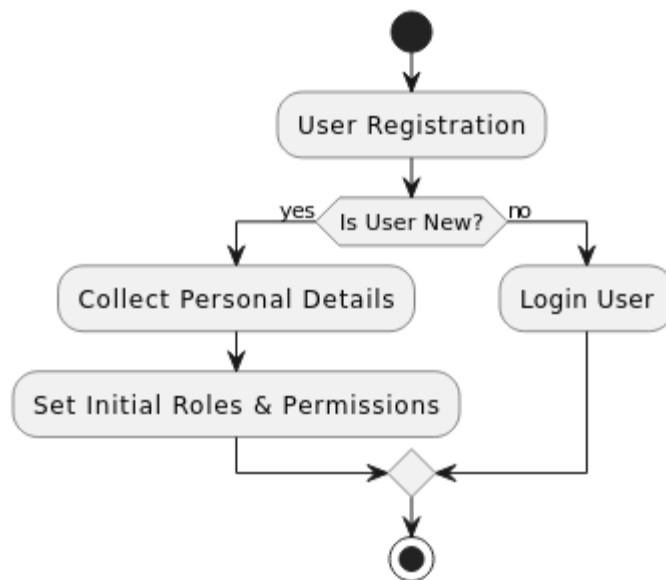 User Registration
yes
Is User New?
no
Collect Personal Details
Login User
Set Initial Roles & Permissions